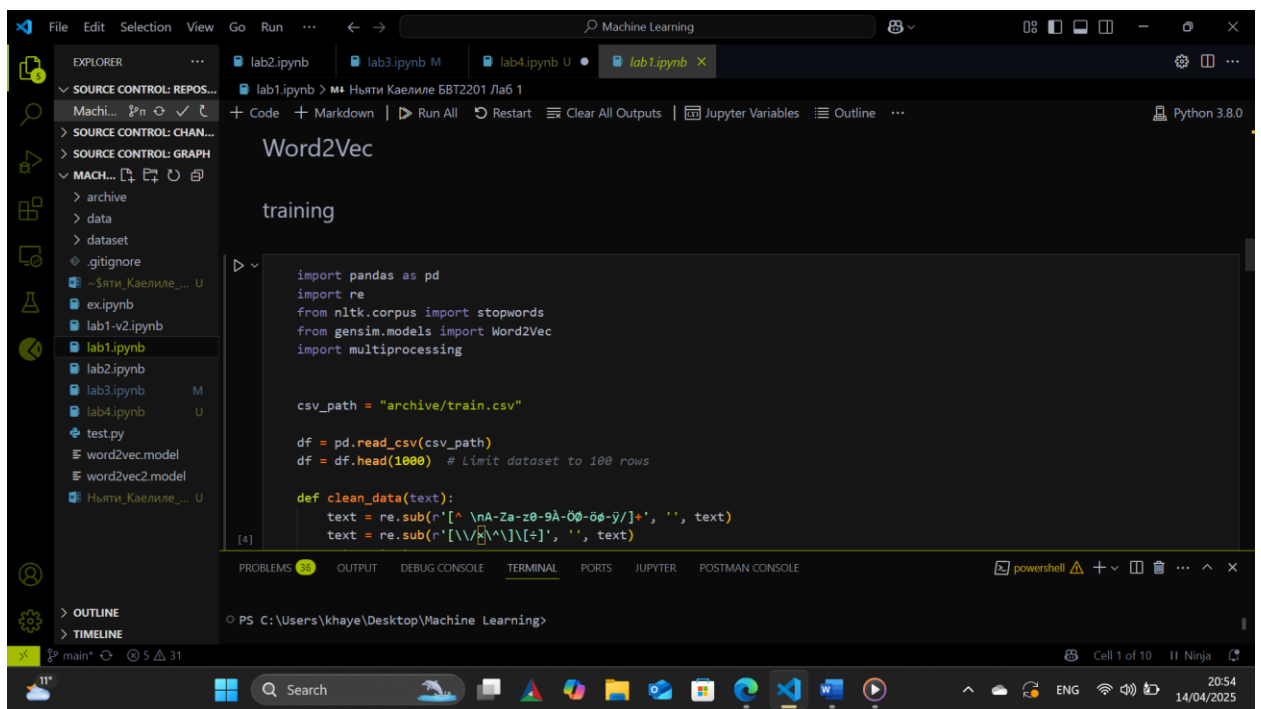 File Edit Selection View Go Run ··· Machine Learning
EXPLORER ···
5
SOURCE CONTROL: REPOS...
Machi...
SOURCE CONTROL: CHAN...
SOURCE CONTROL: GRAPH
MACH...
archive
data
dataset
.gitignore
~$яти_Каелиле_... U
ex.ipynb
lab1-v2.ipynb
lab1.ipynb
lab2.ipynb
lab3.ipynb M
lab4.ipynb U
test.py
word2vec.model
word2vec2.model
Ньяти_Каелиле_... U
OUTLINE
TIMELINE
lab2.ipynb lab3.ipynb M lab4.ipynb U lab1.ipynb
lab1.ipynb > M↓ Ньяти Каелиле БВТ2201 Лаб 1
+ Code + Markdown | Run All Restart Clear All Outputs | Jupyter Variables Outline ··· Python 3.8.0
Word2Vec
training
import pandas as pd
import re
from nltk.corpus import stopwords
from gensim.models import Word2Vec
import multiprocessing
csv_path = "archive/train.csv"
df = pd.read_csv(csv_path)
df = df.head(1000) # Limit dataset to 100 rows
def clean_data(text):
text = re.sub(r'[^ \nA-Za-z0-9À-ÖØ-öø-ÿ/]+', '', text)
text = re.sub(r'[\\/×\^\]\[÷]', '', text)
[4]
PROBLEMS 36 OUTPUT DEBUG CONSOLE TERMINAL PORTS JUPYTER POSTMAN CONSOLE powershell
PS C:\Users\khaye\Desktop\Machine Learning>
main* 5 31 Cell 1 of 10 Ninja
11° Search ENG 20:54
14/04/2025